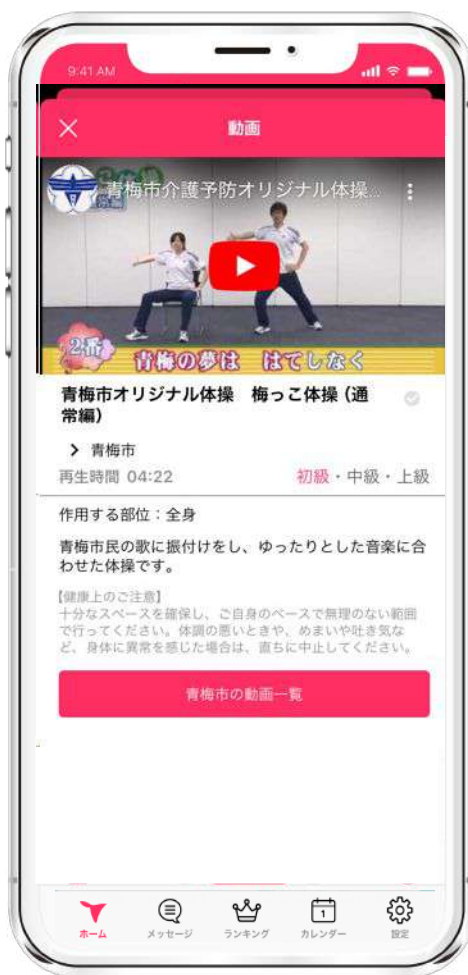 9:41 AM
動画
青梅市介護予防オリジナル体操...
2番
青梅の夢は はてしなく
青梅市オリジナル体操 梅っこ体操(通
常編)
> 青梅市
再生時間 04:22
初級・中級・上級
作用する部位:全身
青梅市民の歌に振付けをし、ゆったりとした音楽に合
わせた体操です。
【健康上のご注意】
十分なスペースを確保し、ご自身のペースで無理のない範囲
で行ってください。体調の悪いときや、めまいや吐き気な
ど、身体に異常を感じた場合は、直ちに中止してください。
青梅市の動画一覧
1
ホーム
メッセージ
ランキング
カレンダー
設定